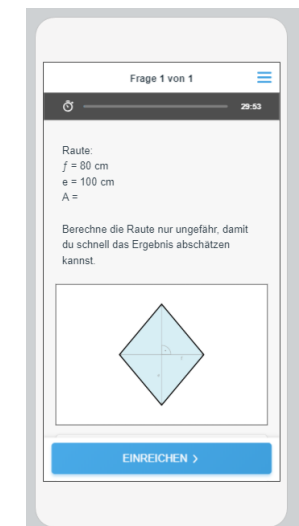 Frage 1 von 1
29:53
Raute:
ƒ = 80 cm
e = 100 cm
A =
Berechne die Raute nur ungefähr, damit
du schnell das Ergebnis abschätzen
kannst.
EINREICHEN >